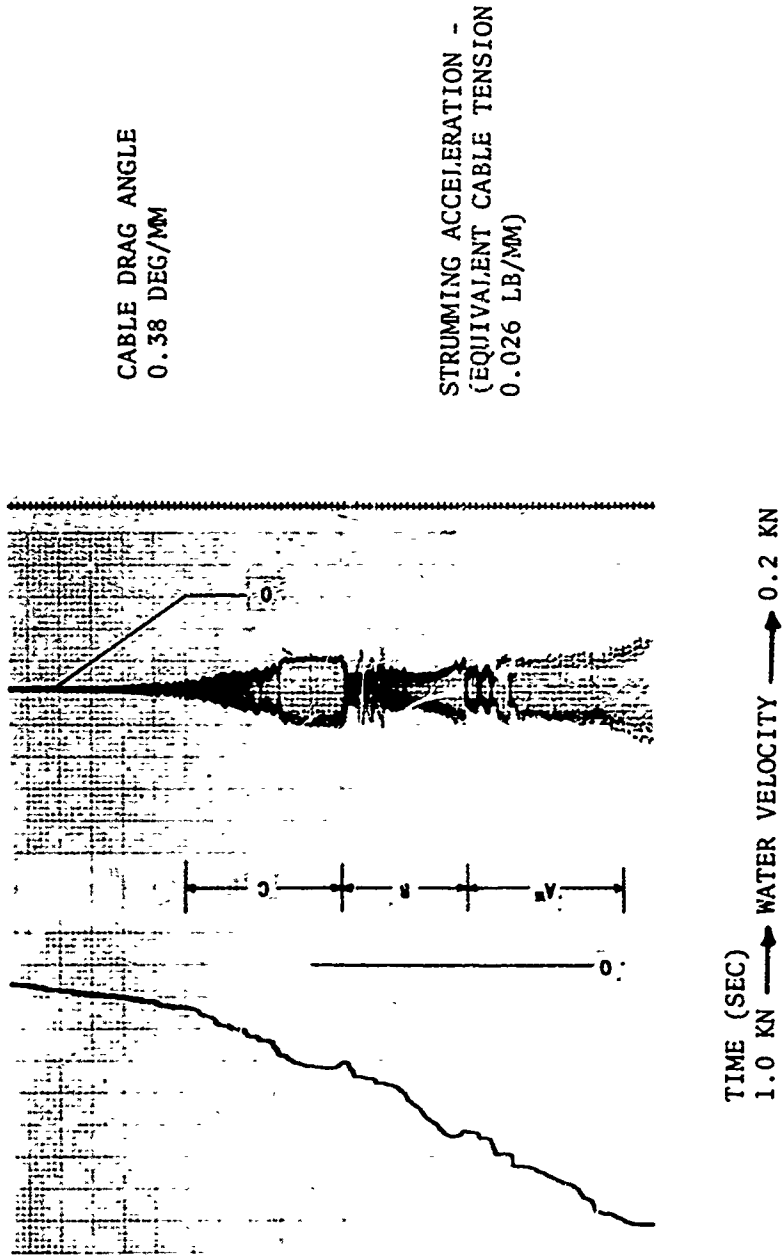 CABLE DRAG ANGLE
0.38 DEG/MM
STRUMMING ACCELERATION -
(EQUIVALENT CABLE TENSION
0.026 LB/MM)
0
C
B
0
TIME (SEC)
1.0 KN → WATER VELOCITY → 0.2 KN